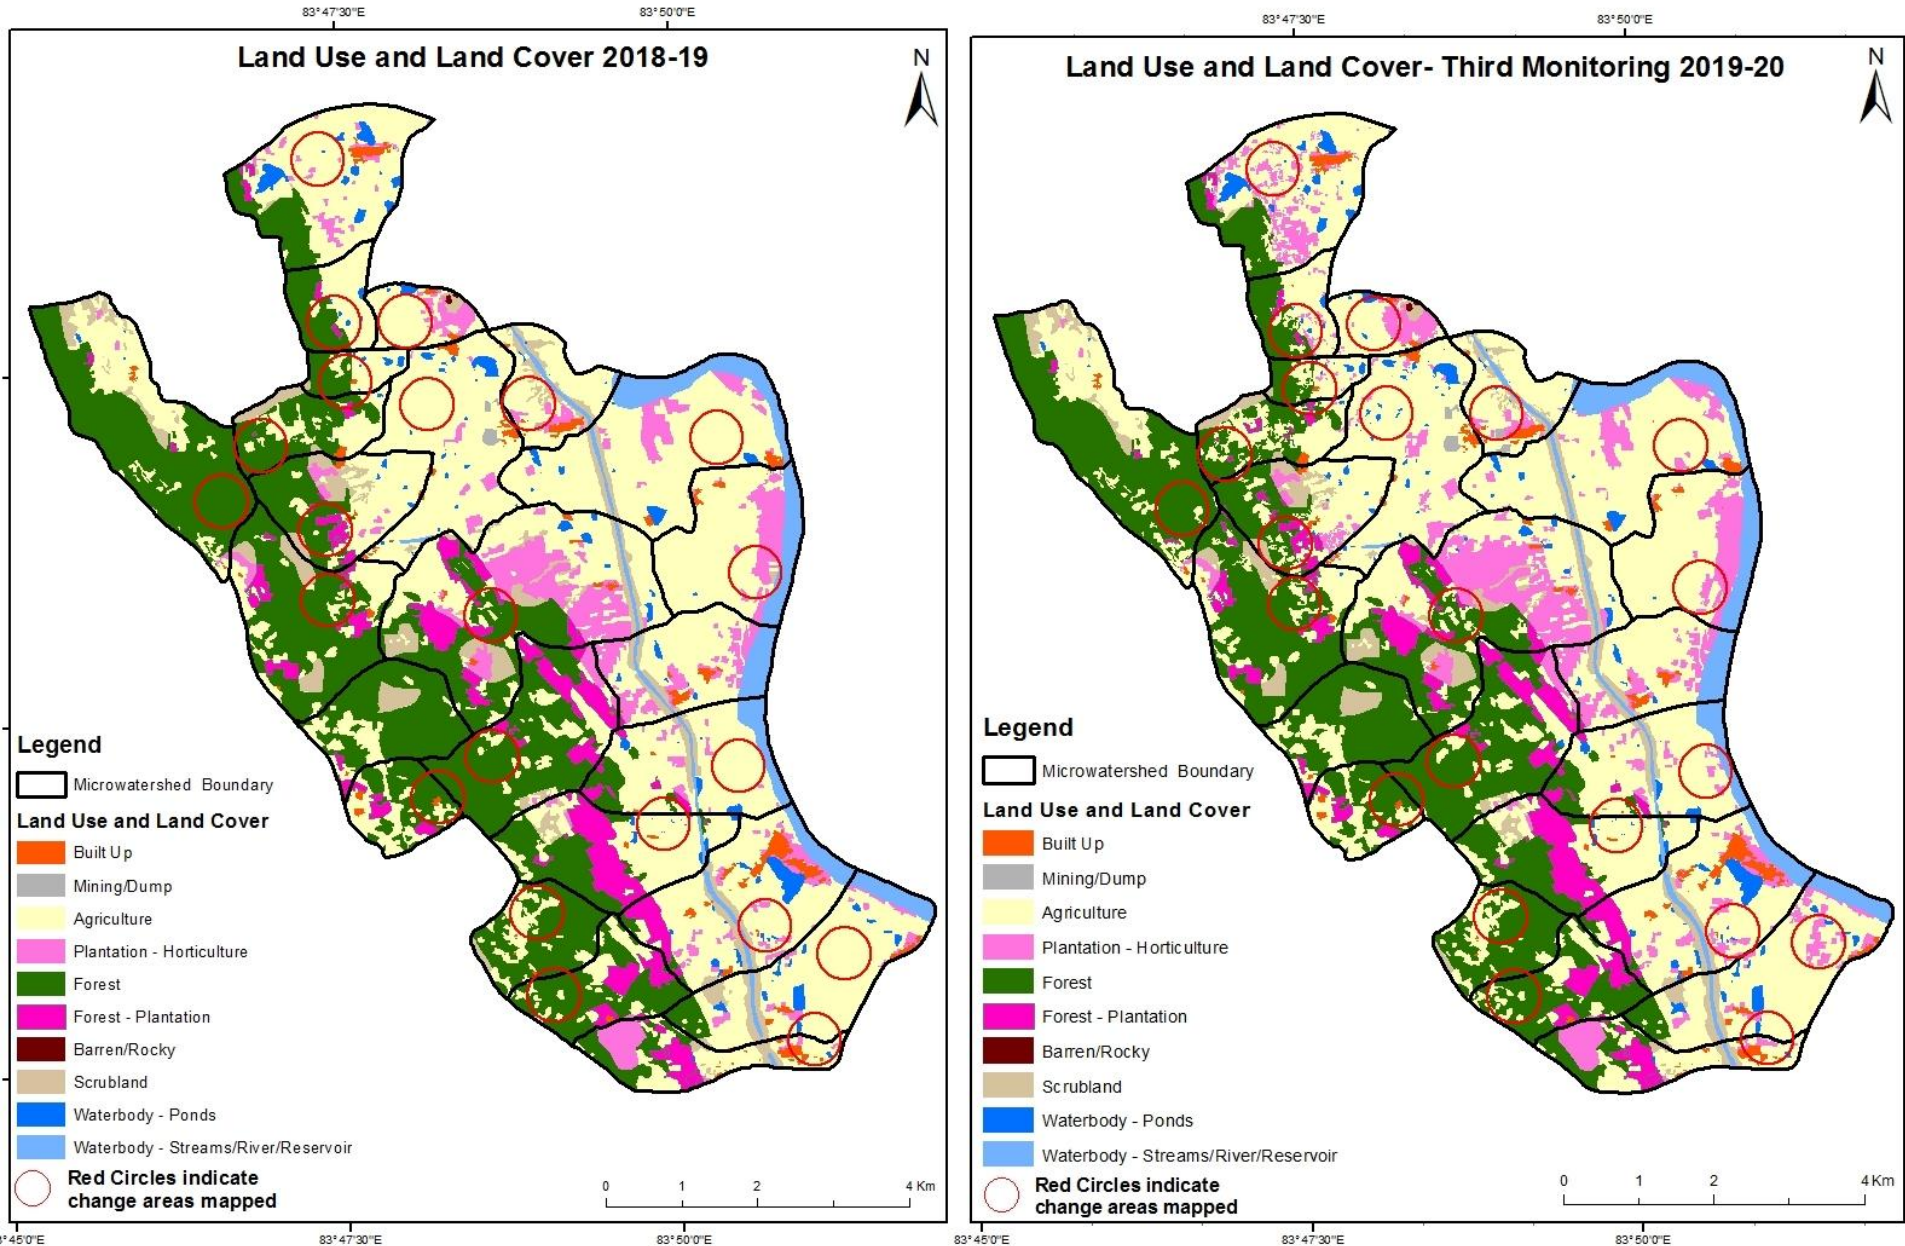 83°47'30"E
83°50'0"E
Land Use and Land Cover 2018-19
N
Legend
Microwatershed Boundary
Land Use and Land Cover
Built Up
Mining/Dump
Agriculture
Plantation - Horticulture
Forest
Forest - Plantation
Barren/Rocky
Scrubland
Waterbody - Ponds
Waterbody - Streams/River/Reservoir
Red Circles indicate
change areas mapped
0 1 2 4 Km
83°47'30"E
83°50'0"E
83°47'30"E
83°50'0"E
Land Use and Land Cover- Third Monitoring 2019-20
N
Legend
Microwatershed Boundary
Land Use and Land Cover
Built Up
Mining/Dump
Agriculture
Plantation - Horticulture
Forest
Forest - Plantation
Barren/Rocky
Scrubland
Waterbody - Ponds
Waterbody - Streams/River/Reservoir
Red Circles indicate
change areas mapped
0 1 2 4 Km
83°45'0"E
83°47'30"E
83°50'0"E